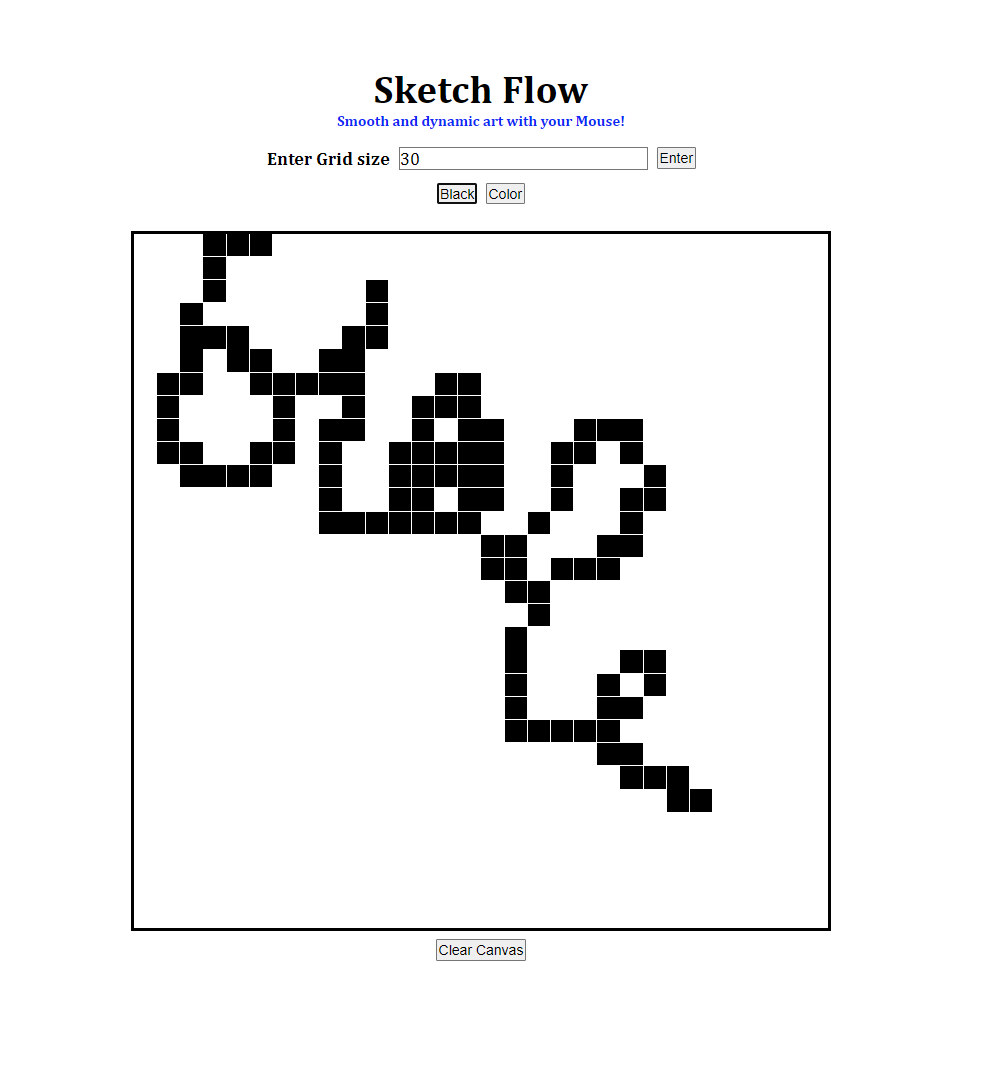 Sketch Flow
Smooth and dynamic art with your Mouse!
Enter Grid size 30 Enter
Black Color
Clear Canvas